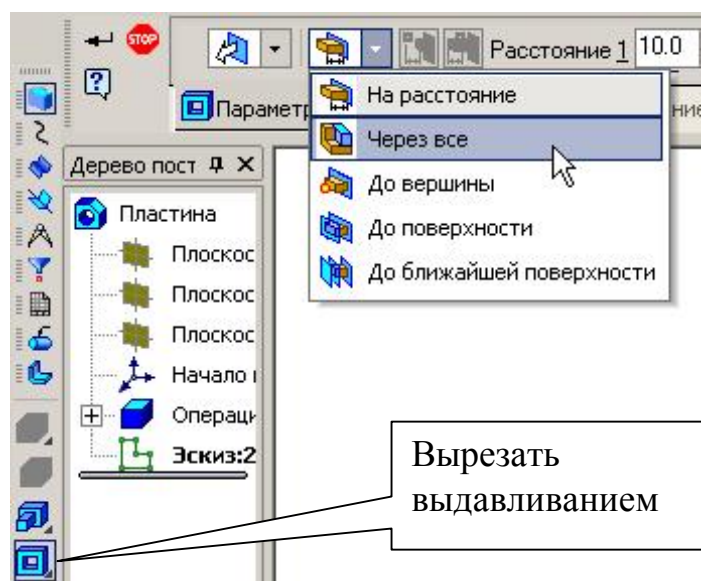 STOP
Расстояние 1 10.0
Параметр
ние
На расстояние
Через все
До вершины
До поверхности
До ближайшей поверхности
Дерево пост
Пластина
Плоскос
Плоскос
Плоскос
Начало
Операци
Эскиз:2
Вырезать
выдавливанием